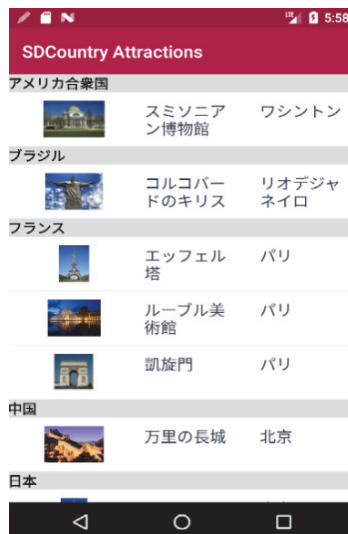 LTE 5:58
SDCountry Attractions
アメリカ合衆国
スミソニア
ン博物館
ワシントン
ブラジル
コルコバー
ドのキリス
リオデジャ
ネイロ
フランス
エッフェル
塔
パリ
ルーブル美
術館
パリ
凱旋門
パリ
中国
万里の長城
北京
日本